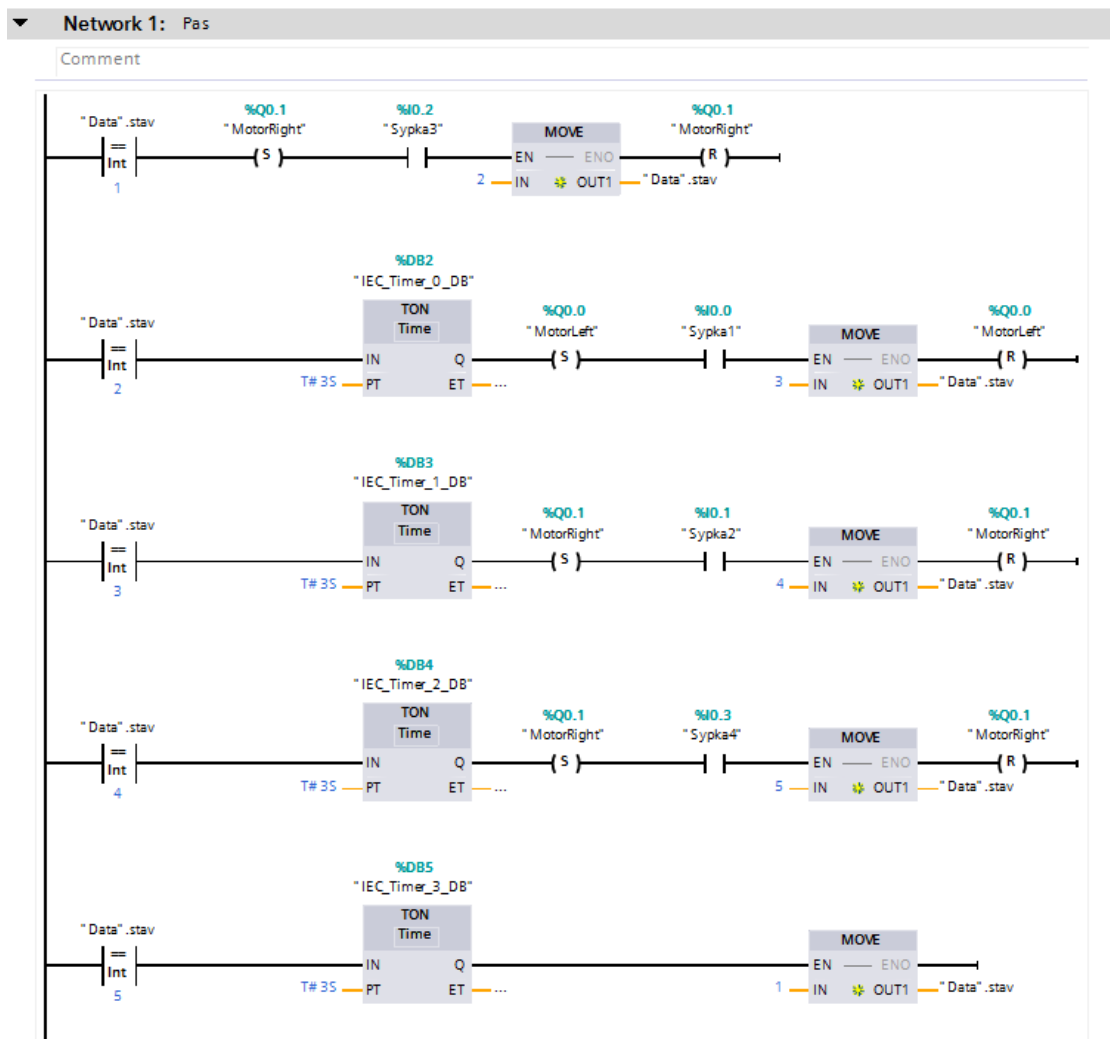 Network 1: Pas
Comment
%Q0.1 %I0.2 %Q0.1
"Data".stav "MotorRight" "Sypka3" MOVE "MotorRight"
== Int S EN ENO R
1 2 IN OUT1 "Data".stav
%DB2
"IEC_Timer_0_DB"
TON %Q0.0 %I0.0 %Q0.0
"Data".stav Time "MotorLeft" "Sypka1" MOVE "MotorLeft"
== Int IN Q S EN ENO R
2 T#3S PT ET ... 3 IN OUT1 "Data".stav
%DB3
"IEC_Timer_1_DB"
TON %Q0.1 %I0.1 %Q0.1
"Data".stav Time "MotorRight" "Sypka2" MOVE "MotorRight"
== Int IN Q S EN ENO R
3 T#3S PT ET ... 4 IN OUT1 "Data".stav
%DB4
"IEC_Timer_2_DB"
TON %Q0.1 %I0.3 %Q0.1
"Data".stav Time "MotorRight" "Sypka4" MOVE "MotorRight"
== Int IN Q S EN ENO R
4 T#3S PT ET ... 5 IN OUT1 "Data".stav
%DB5
"IEC_Timer_3_DB"
TON
"Data".stav Time MOVE
== Int IN Q EN ENO
5 T#3S PT ET ... 1 IN OUT1 "Data".stav